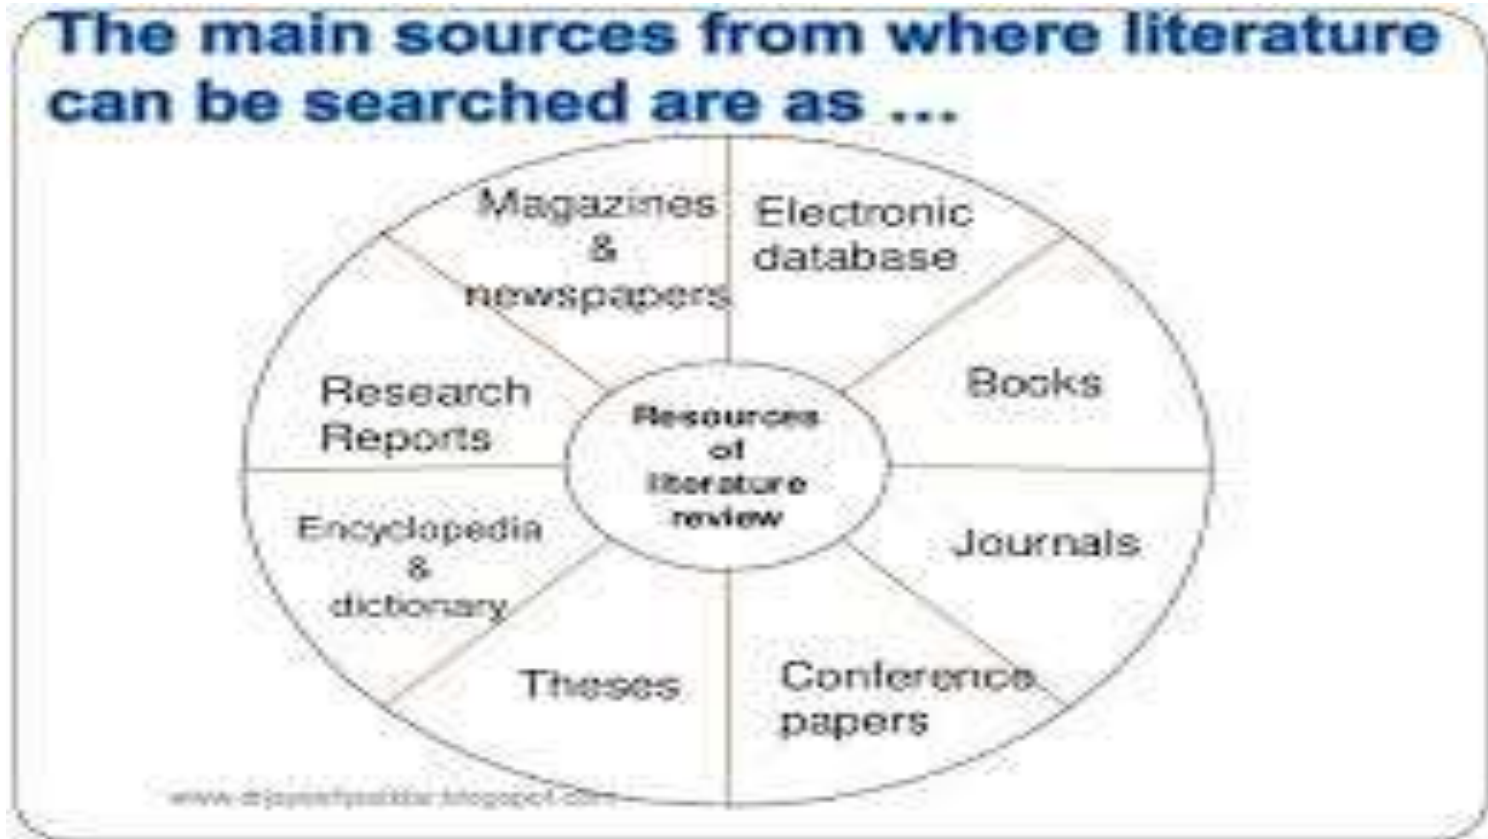 The main sources from where literature
can be searched are as ...
Magazines
&
newspapers
Electronic
database
Books
Journals
Conference
papers
Theses
Encyclopedia
&
dictionary
Research
Reports
Resources
of
literature
review